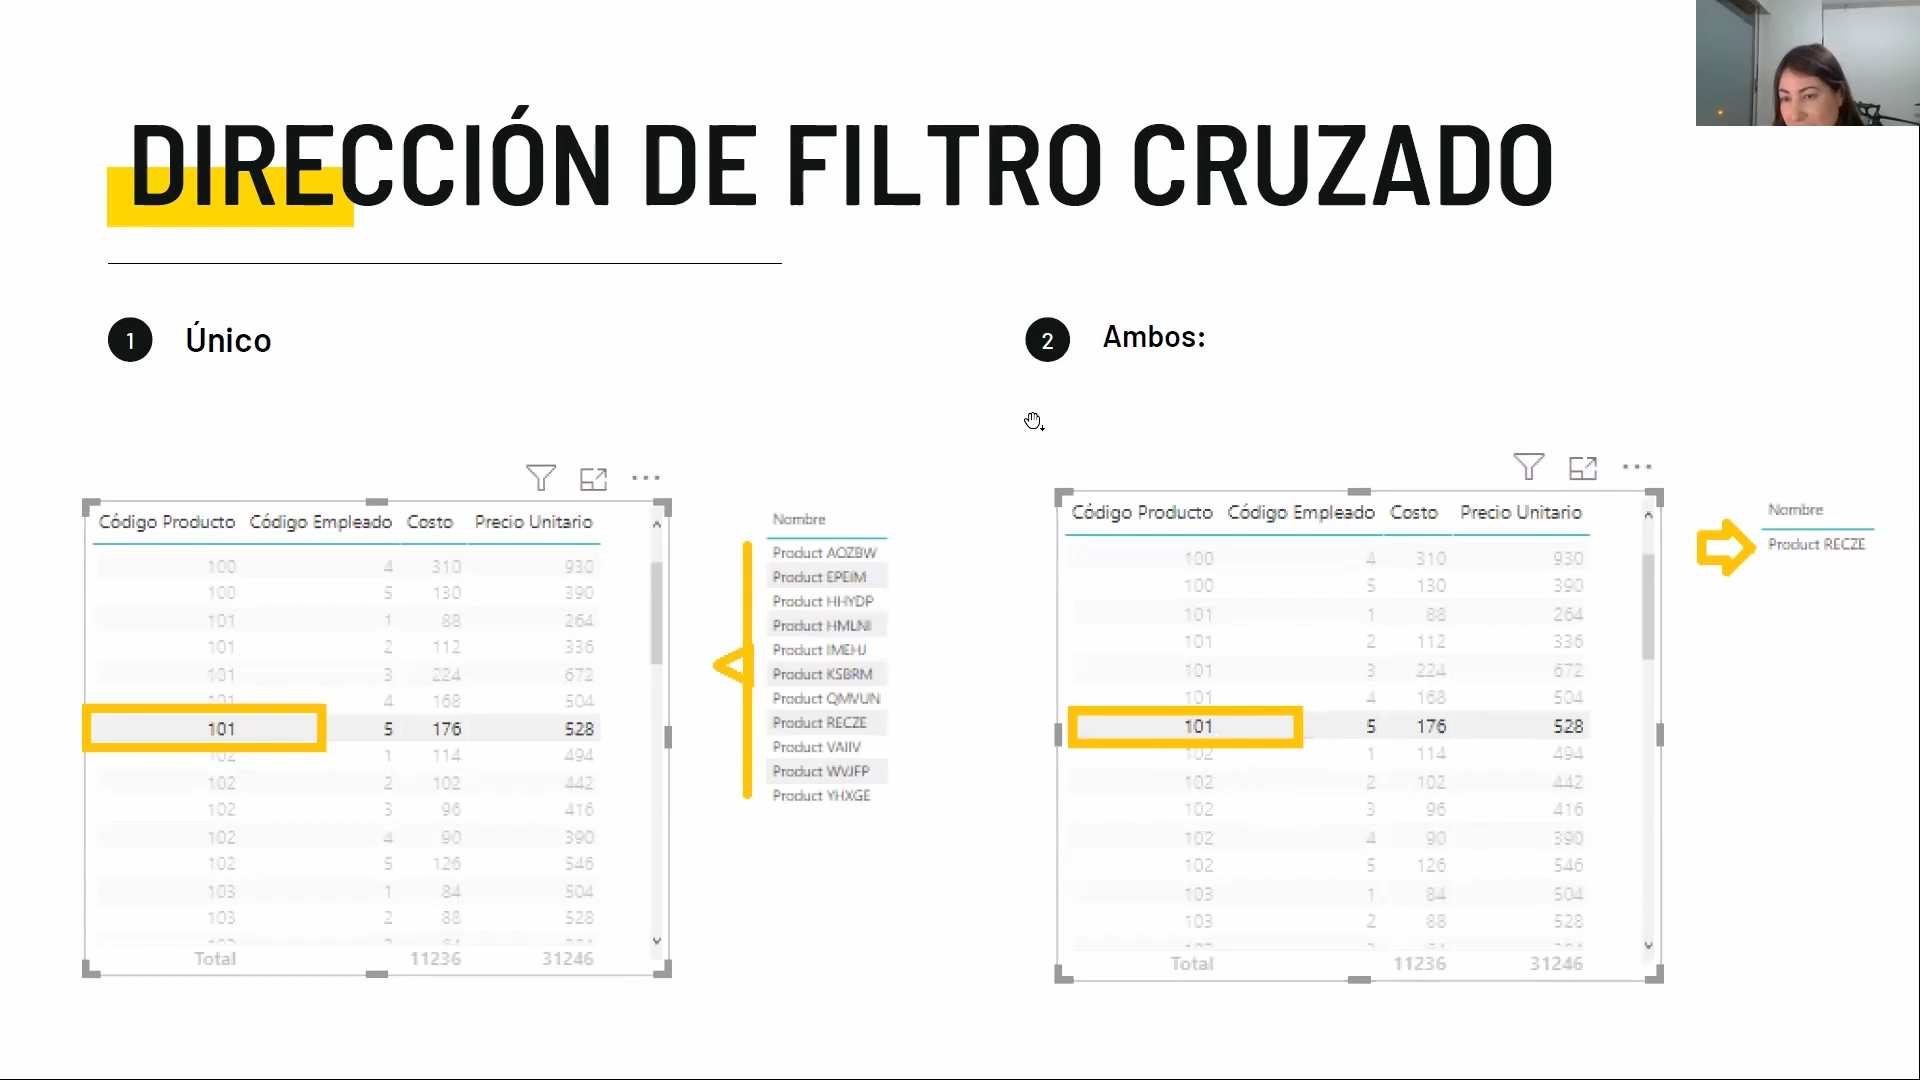 DIRECCIÓN DE FILTRO CRUZADO
1 Único
Código Producto Código Empleado Costo Precio Unitario
100 4 310 930
100 5 130 390
101 1 88 264
101 2 112 336
101 3 224 672
101 4 168 504
101 5 176 528
102 1 114 494
102 2 102 442
102 3 96 416
102 4 90 390
102 5 126 546
103 1 84 504
103 2 88 528
Total 11236 31246
Nombre
Product AOZBW
Product EPEIM
Product HHYDP
Product HMLNI
Product IMEHJ
Product KSBRM
Product QMVUN
Product RECZE
Product VAIIV
Product WVJFP
Product YHXGE
2 Ambos:
Código Producto Código Empleado Costo Precio Unitario
100 4 310 930
100 5 130 390
101 1 88 264
101 2 112 336
101 3 224 672
101 4 168 504
101 5 176 528
102 1 114 494
102 2 102 442
102 3 96 416
102 4 90 390
102 5 126 546
103 1 84 504
103 2 88 528
Total 11236 31246
Nombre
Product RECZE